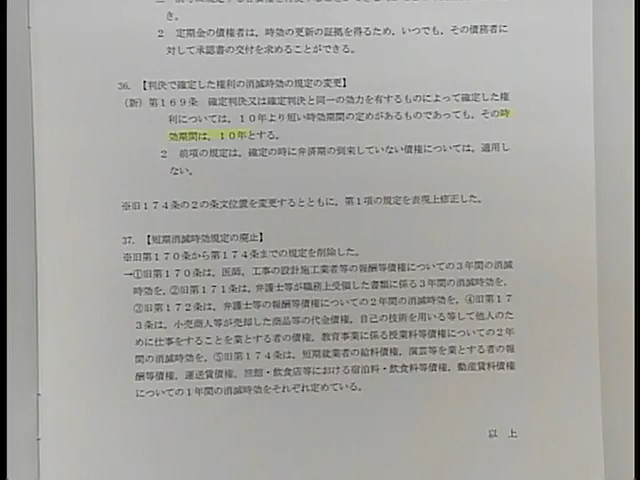 き。
２ 定期金の債権者は，時効の更新の証拠を得るため，いつでも，その債務者に
対して承認書の交付を求めることができる。
36．【判決で確定した権利の消滅時効の規定の変更】
（新）第１６９条 確定判決又は確定判決と同一の効力を有するものによって確定した権
利については，１０年より短い時効期間の定めがあるものであっても，その時
効期間は，１０年とする。
２ 前項の規定は，確定の時に弁済期の到来していない債権については，適用し
ない。
※旧１７４条の２の条文位置を変更するとともに，第１項の規定を表現上修正した。
37．【短期消滅時効規定の廃止】
※旧１７０条から第１７４条までの規定を削除した。
→①旧第１７０条は，医師，工事の設計施工業者等の報酬等債権についての３年間の消滅
時効を，②旧第１７１条は，弁護士等が職務上受領した書類に係る３年間の消滅時効を，
③旧第１７２条は，弁護士等の報酬等債権についての２年間の消滅時効を，④旧第１７
３条は，小売商人等が売却した商品等の代金債権，自己の技術を用いる等して他人のた
めに仕事をすることを業とする者の債権，教育事業に係る授業料等債権についての２年
間の消滅時効を，⑤旧第１７４条は，短期就業者の給料債権，演芸を業とする者の報
酬等債権，運送賃債権，旅館・飲食店等における宿泊料・飲食料等債権，動産賃料債権
についての１年間の消滅時効をそれぞれ定めている。
以 上